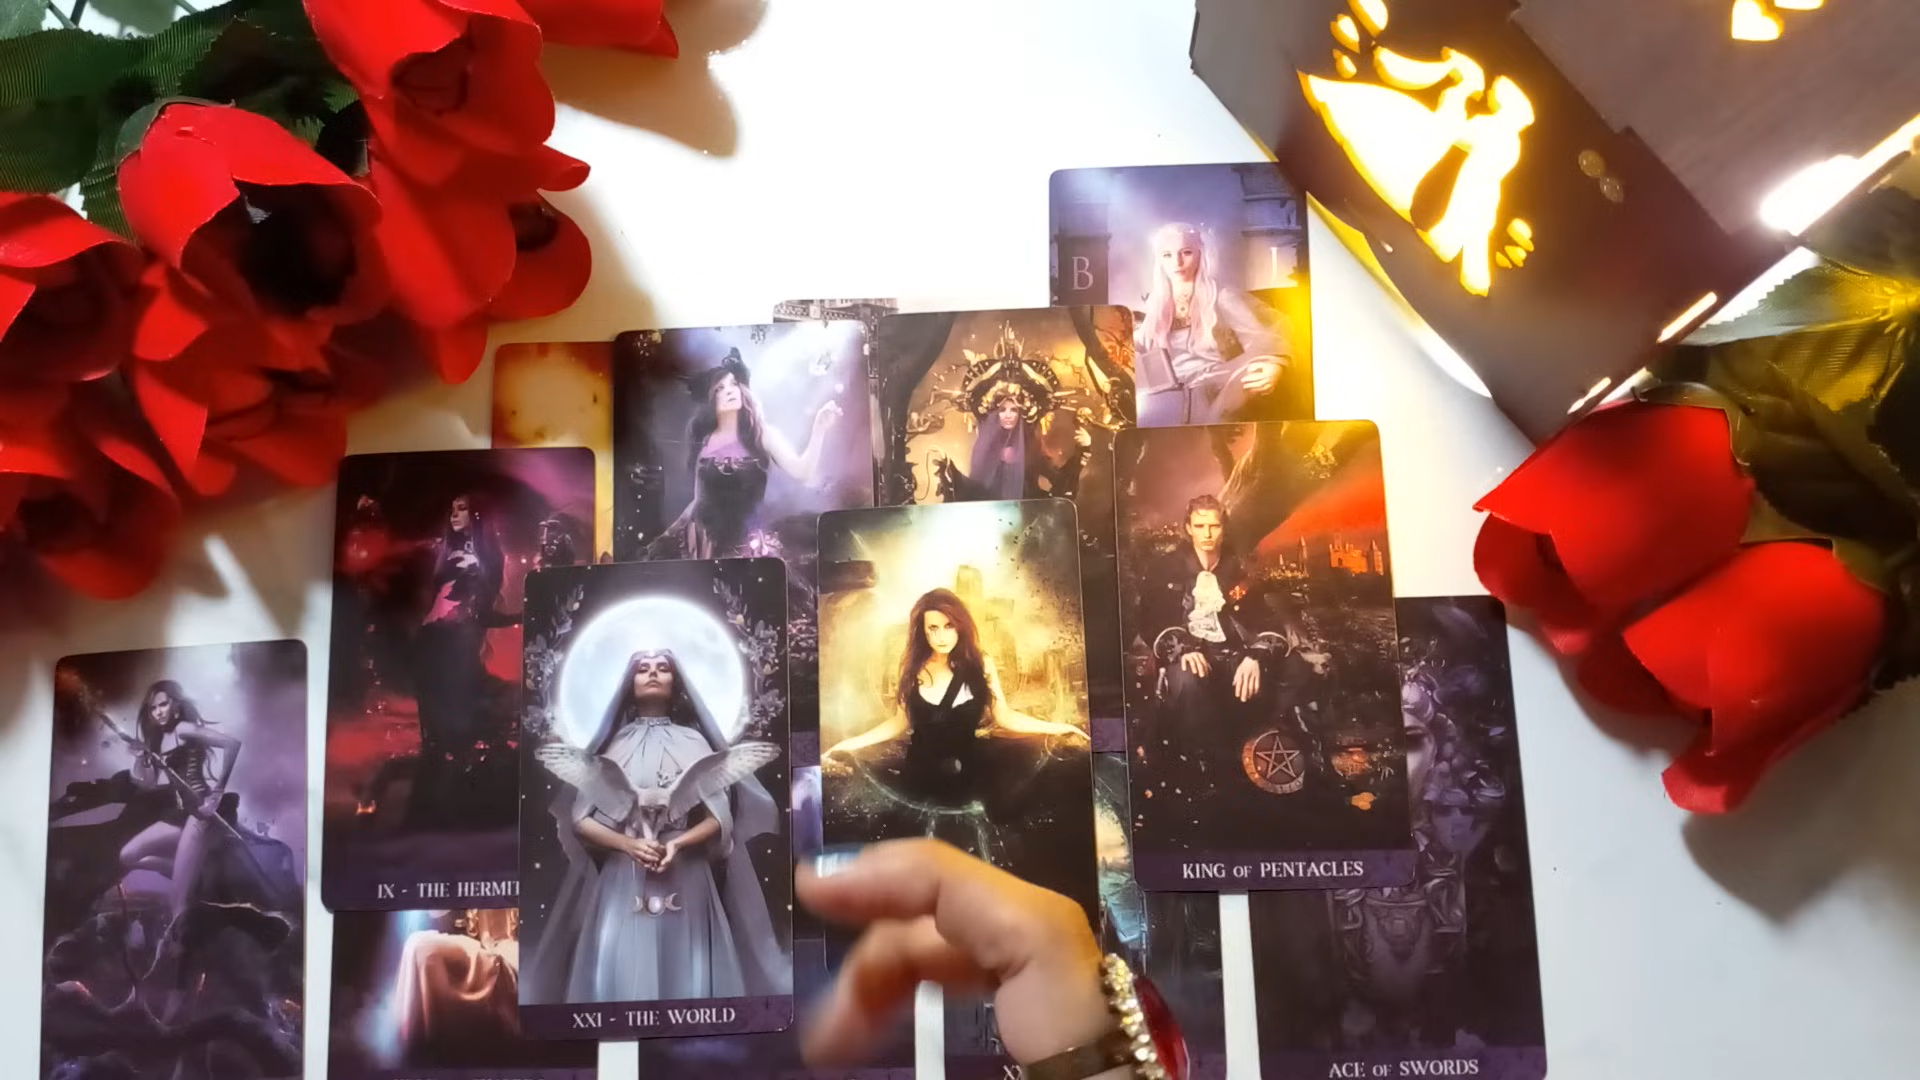 B
IX - THE HERMIT
KING OF PENTACLES
XXI - THE WORLD
ACE OF SWORDS